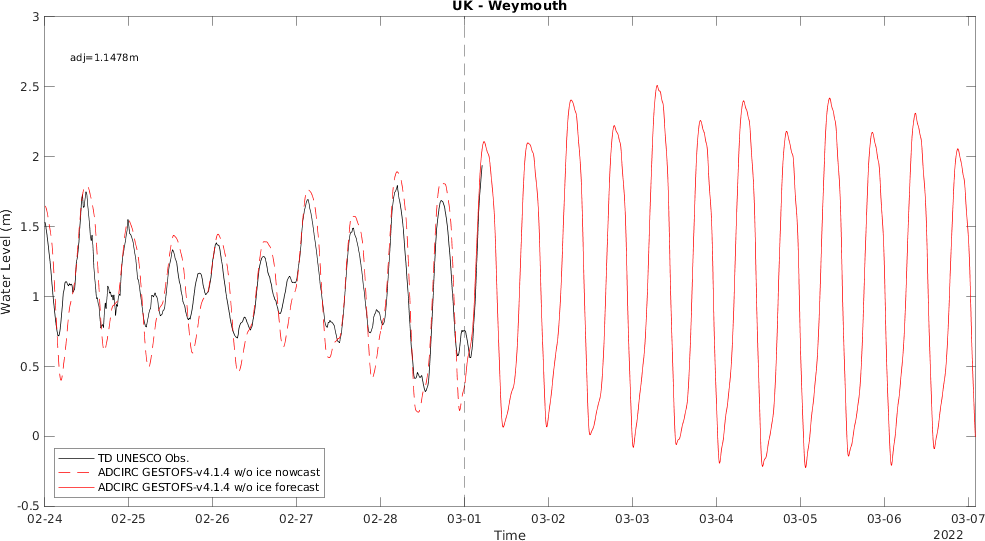 UK - Weymouth
3
adj=1.1478m
2.5
2
1.5
1
0.5
0
-0.5
Water Level (m)
TD UNESCO Obs.
ADCIRC GESTOFS-v4.1.4 w/o ice nowcast
ADCIRC GESTOFS-v4.1.4 w/o ice forecast
02-24 02-25 02-26 02-27 02-28 03-01 03-02 03-03 03-04 03-05 03-06 03-07
Time
2022